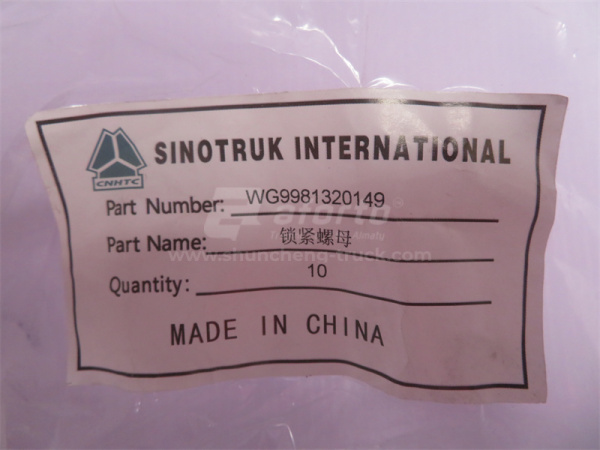 SINOTRUK INTERNATIONAL
CNHTC
Part Number: WG9981320149
Part Name: 锁紧螺母
www.shuncheng-truck.com
Quantity: 10
MADE IN CHINA